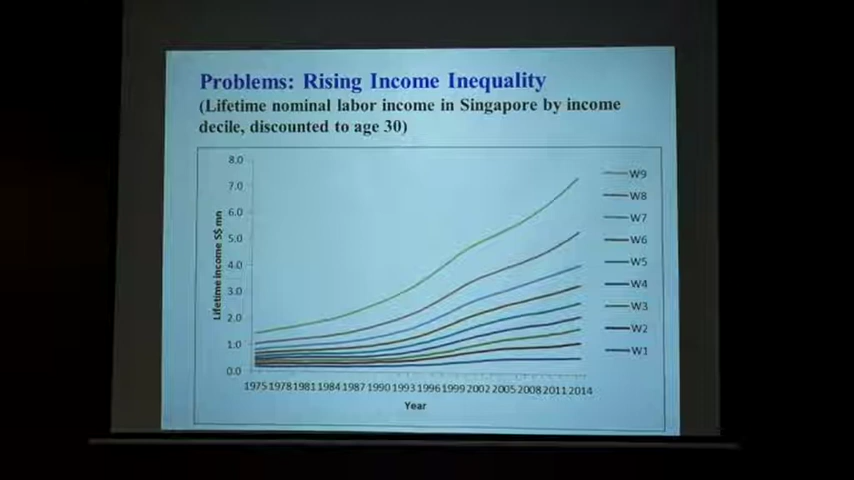 Problems: Rising Income Inequality
(Lifetime nominal labor income in Singapore by income
decile, discounted to age 30)
8.0
7.0
6.0
5.0
4.0
3.0
2.0
1.0
0.0
Lifetime income S$ mn
1975 1978 1981 1984 1987 1990 1993 1996 1999 2002 2005 2008 2011 2014
Year
W9
W8
W7
W6
W5
W4
W3
W2
W1